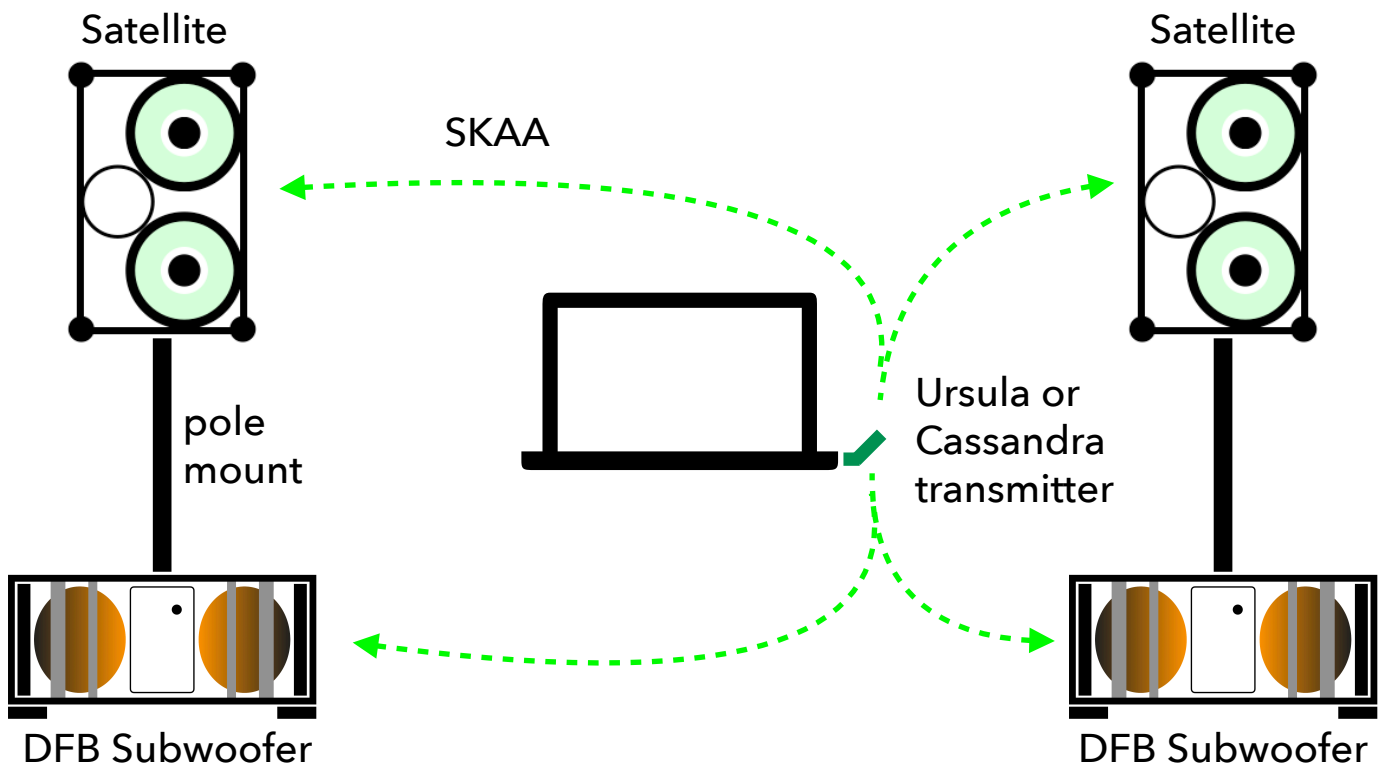 Satellite
Satellite
SKAA
Ursula or
Cassandra
transmitter
pole
mount
DFB Subwoofer
DFB Subwoofer